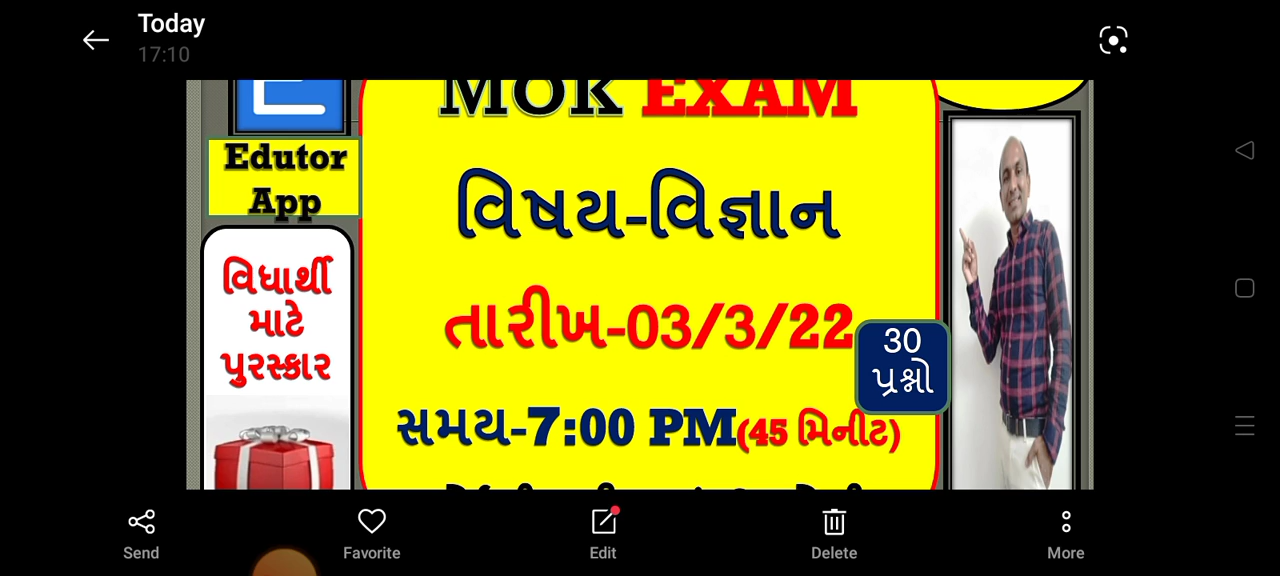 Today
17:10
MOK EXAM
Edutor
App
વિષય-વિજ્ઞાન
વિધાર્થી
માટે
પુરસ્કાર
તારીખ-03/3/22
30
પ્રશ્નો
સમય-7:00 PM(45 મિનીટ)
Send
Favorite
Edit
Delete
More